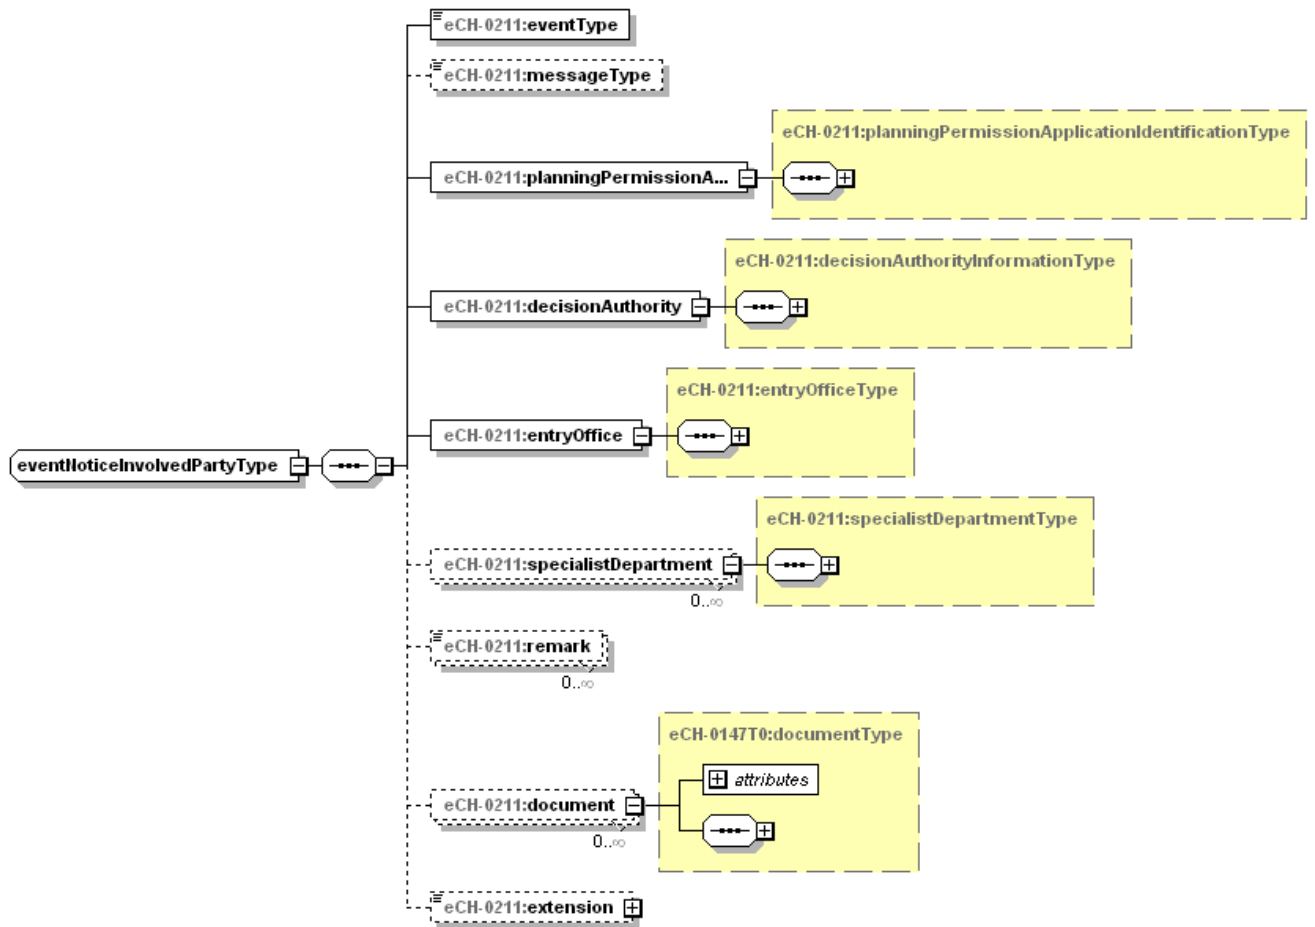 eCH-0211:eventType
eCH-0211:messageType
eCH-0211:planningPermissionApplicationIdentificationType
eCH-0211:planningPermissionA...
eCH-0211:decisionAuthorityInformationType
eCH-0211:decisionAuthority
eCH-0211:entryOfficeType
eCH-0211:entryOffice
eventNoticeInvolvedPartyType
eCH-0211:specialistDepartmentType
eCH-0211:specialistDepartment
0..∞
eCH-0211:remark
0..∞
eCH-0147T0:documentType
attributes
eCH-0211:document
0..∞
eCH-0211:extension